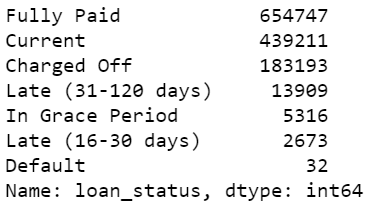 Fully Paid 654747
Current 439211
Charged Off 183193
Late (31-120 days) 13909
In Grace Period 5316
Late (16-30 days) 2673
Default 32
Name: loan_status, dtype: int64